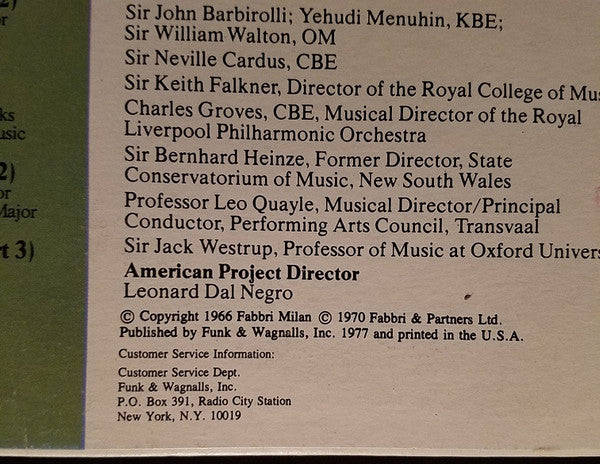 2)
or
Sir John Barbirolli; Yehudi Menuhin, KBE;
Sir William Walton, OM
Sir Neville Cardus, CBE
Sir Keith Falkner, Director of the Royal College of Mu
Charles Groves, CBE, Musical Director of the Royal
Liverpool Philharmonic Orchestra
Sir Bernhard Heinze, Former Director, State
Conservatorium of Music, New South Wales
Professor Leo Quayle, Musical Director/Principal
Conductor, Performing Arts Council, Transvaal
Sir Jack Westrup, Professor of Music at Oxford Univers
American Project Director
Leonard Dal Negro
© Copyright 1966 Fabbri Milan © 1970 Fabbri & Partners Ltd.
Published by Funk & Wagnalls, Inc. 1977 and printed in the U.S.A.
Customer Service Information:
Customer Service Dept.
Funk & Wagnalls, Inc.
P.O. Box 391, Radio City Station
New York, N.Y. 10019
ks
usic
2)
or
Major
t 3)